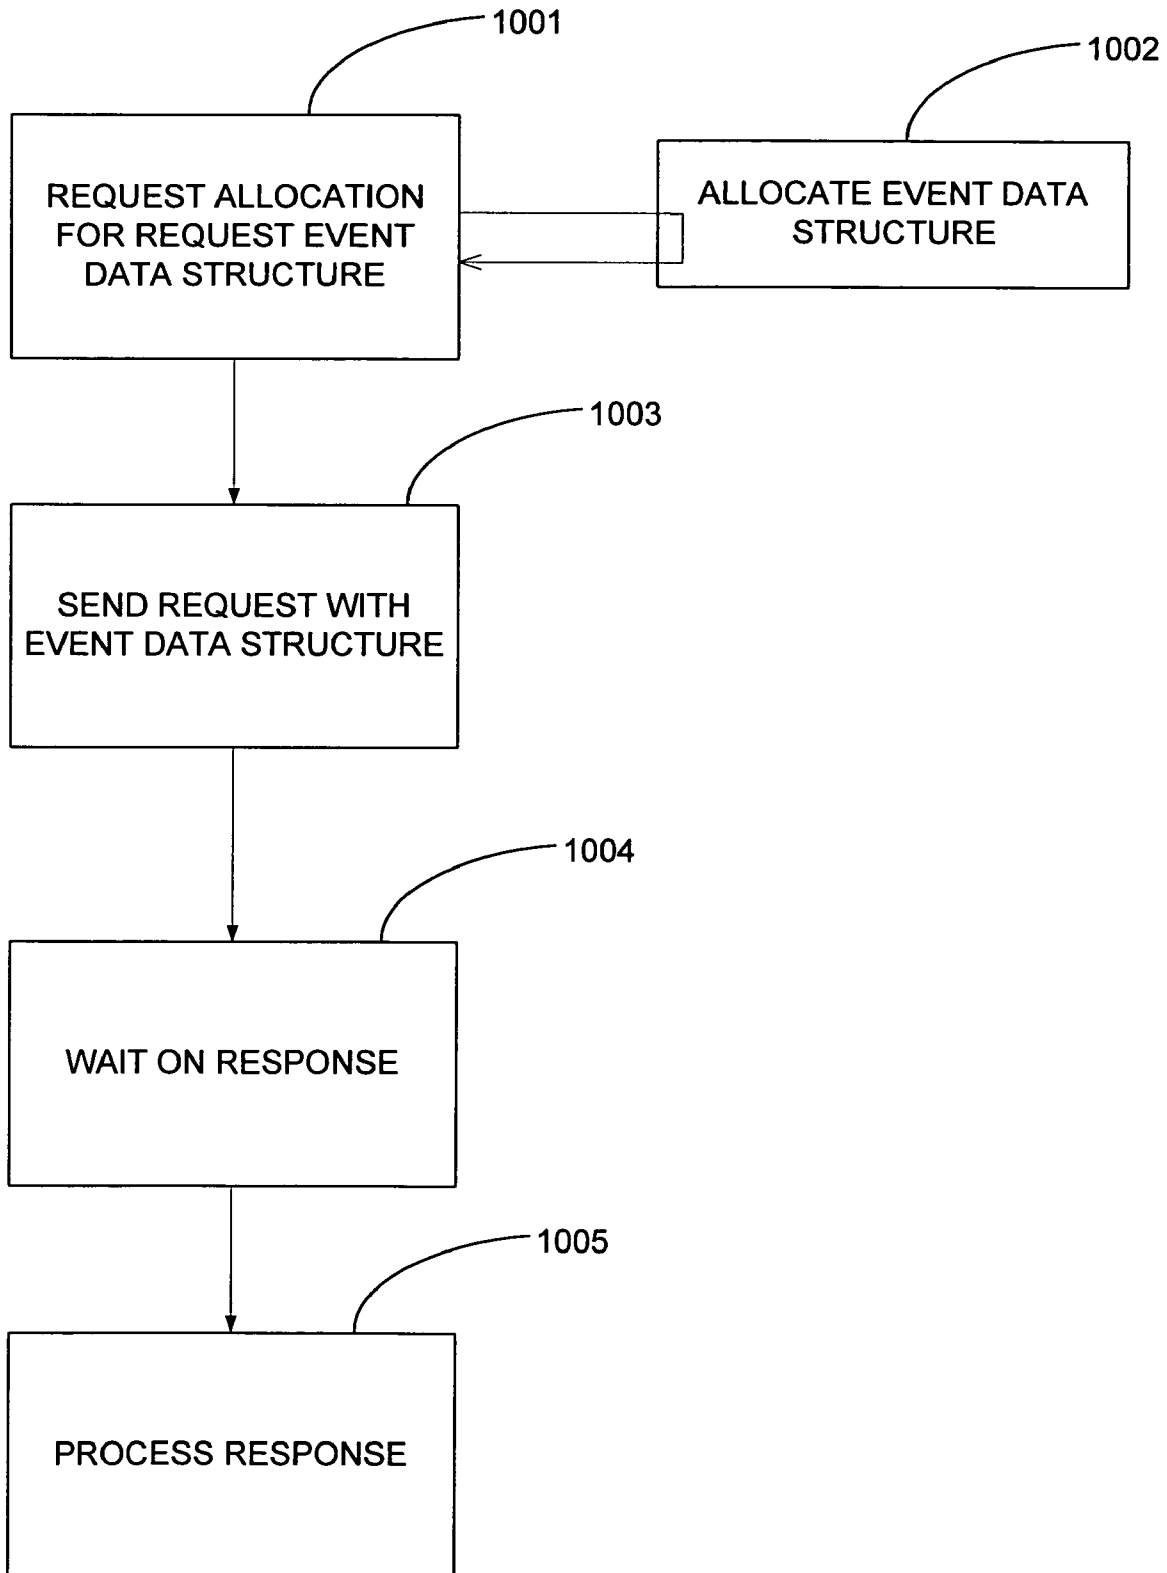 1001
1002
REQUEST ALLOCATION
FOR REQUEST EVENT
DATA STRUCTURE
ALLOCATE EVENT DATA
STRUCTURE
1003
SEND REQUEST WITH
EVENT DATA STRUCTURE
1004
WAIT ON RESPONSE
1005
PROCESS RESPONSE